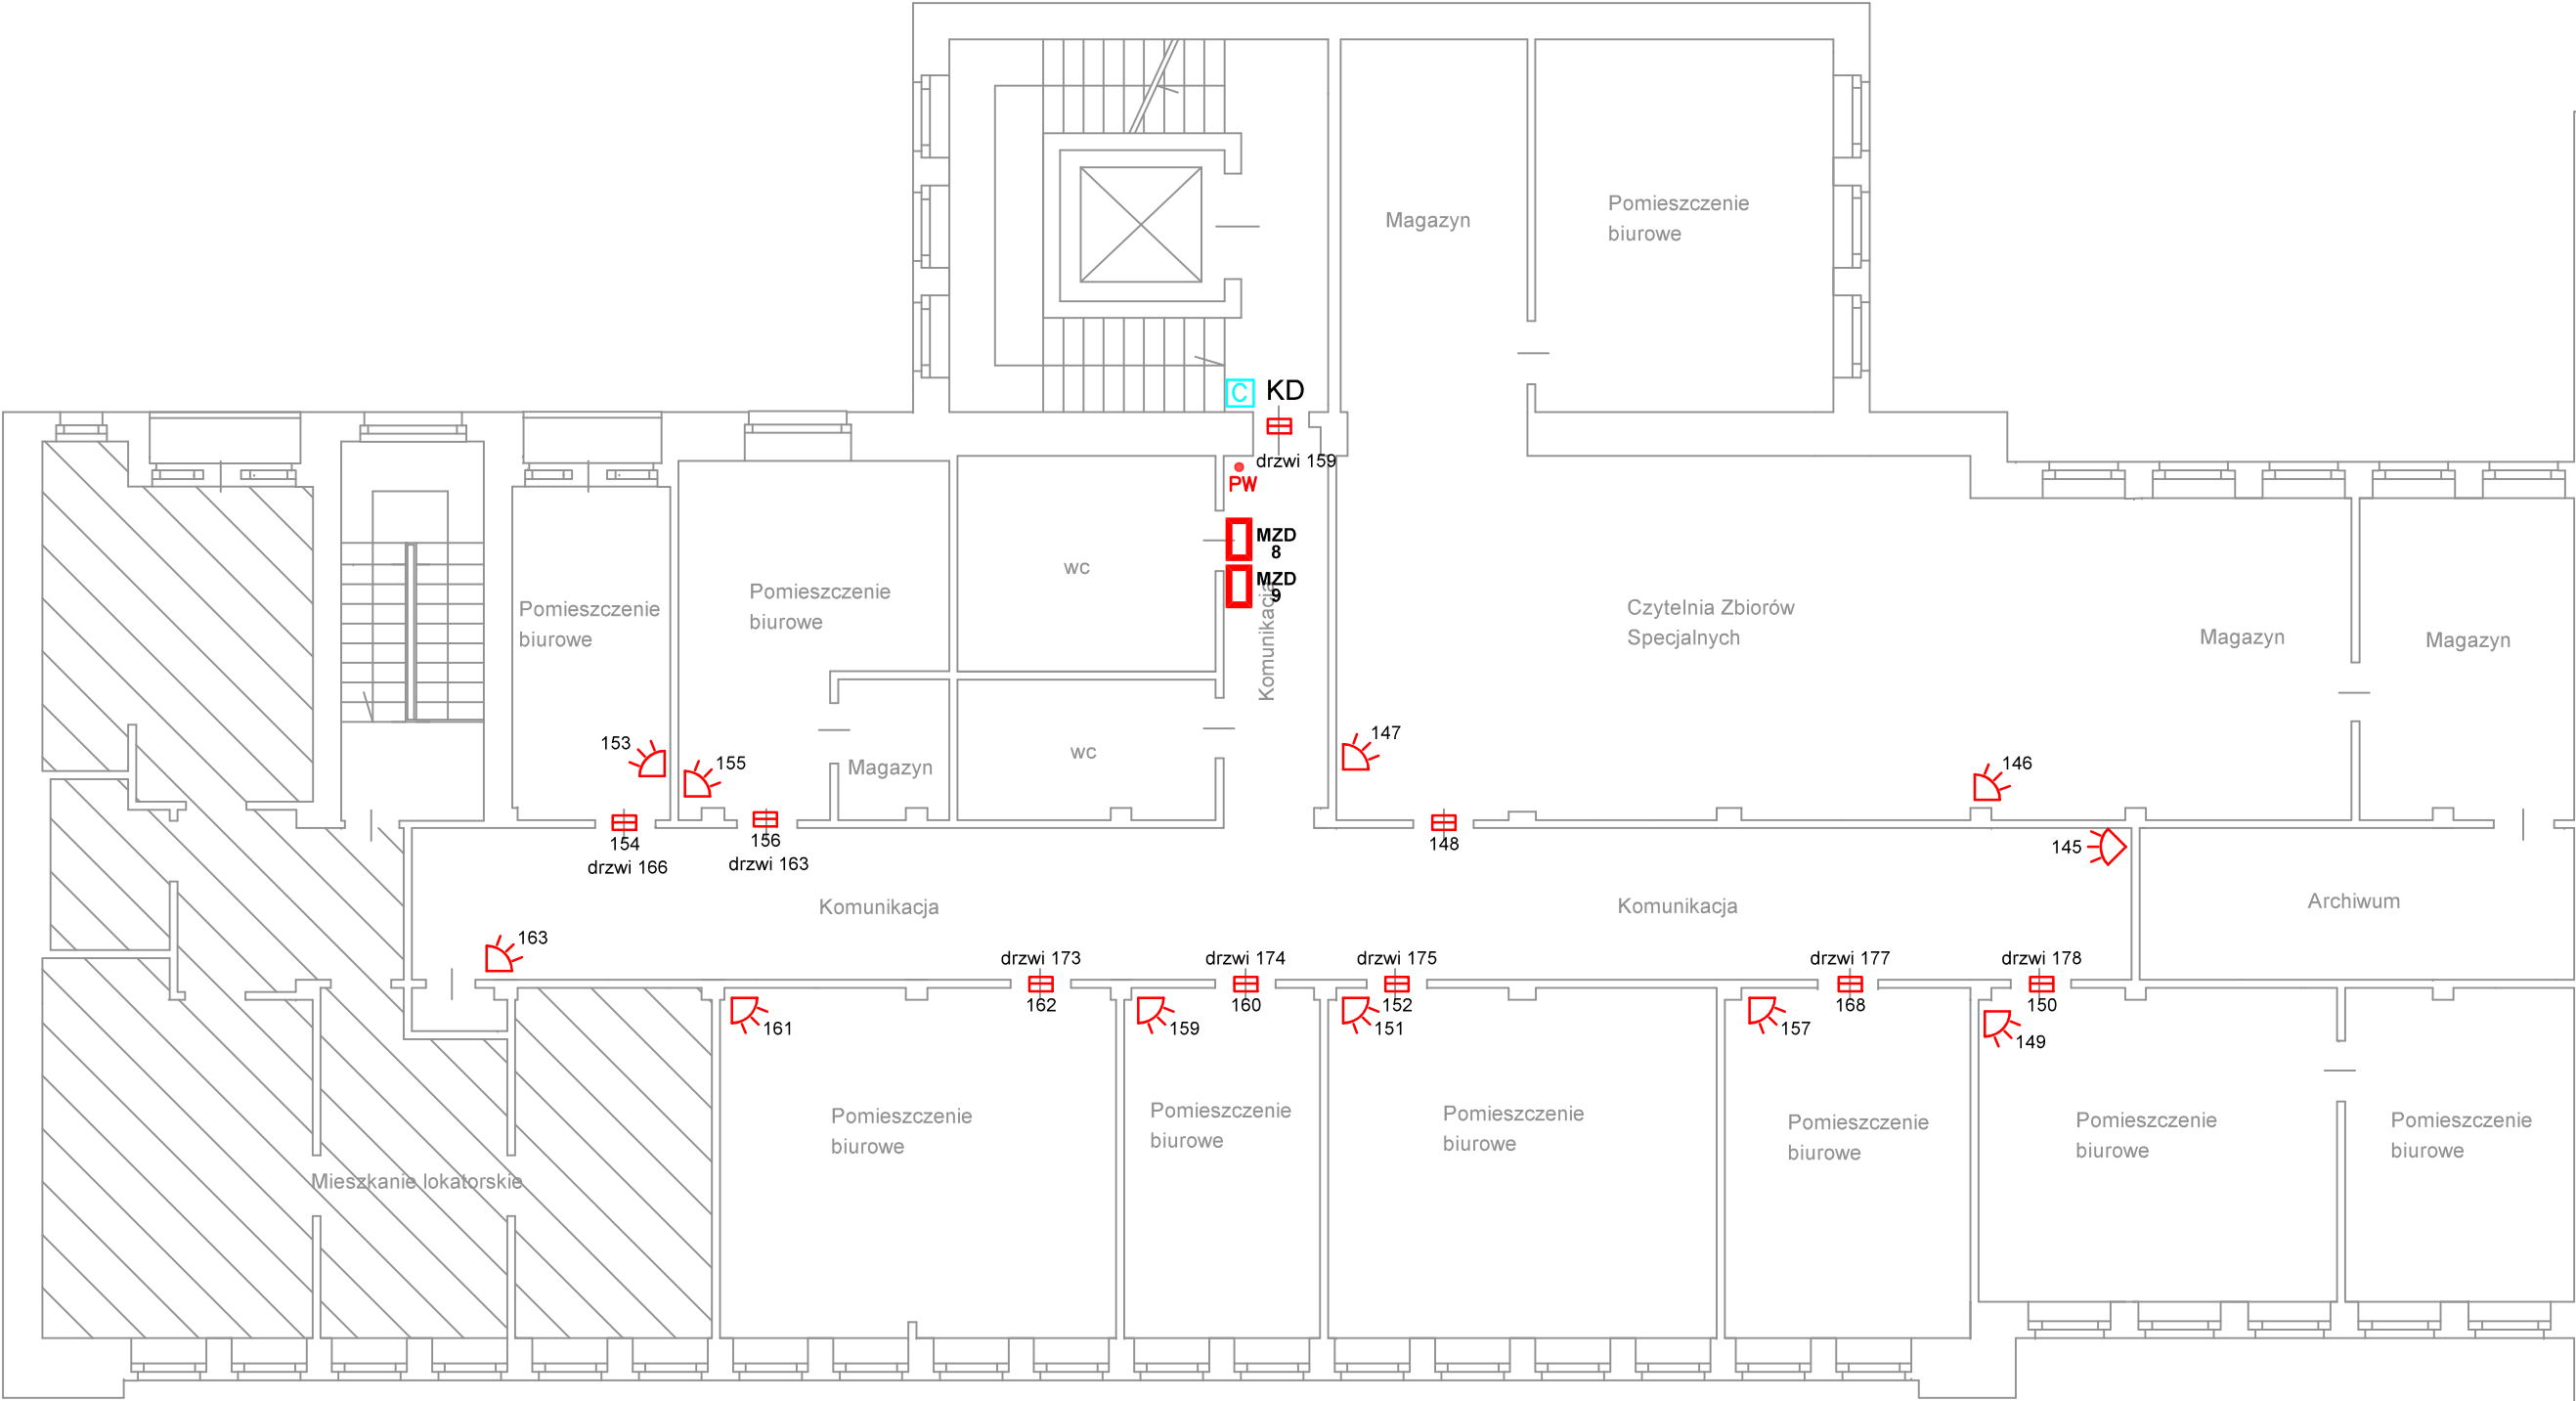 Magazyn
Pomieszczenie
biurowe
C
KD
drzwi 159
PW
MZD
8
MZD
9
Komunikacja
wc
wc
Pomieszczenie
biurowe
Pomieszczenie
biurowe
Magazyn
Czytelnia Zbiorów
Specjalnych
Magazyn
Magazyn
153
155
147
146
154
drzwi 166
156
drzwi 163
148
145
Komunikacja
Komunikacja
Archiwum
163
drzwi 173
162
drzwi 174
160
drzwi 175
152
drzwi 177
168
drzwi 178
150
161
159
151
157
149
Pomieszczenie
biurowe
Pomieszczenie
biurowe
Pomieszczenie
biurowe
Pomieszczenie
biurowe
Pomieszczenie
biurowe
Pomieszczenie
biurowe
Mieszkanie lokatorskie